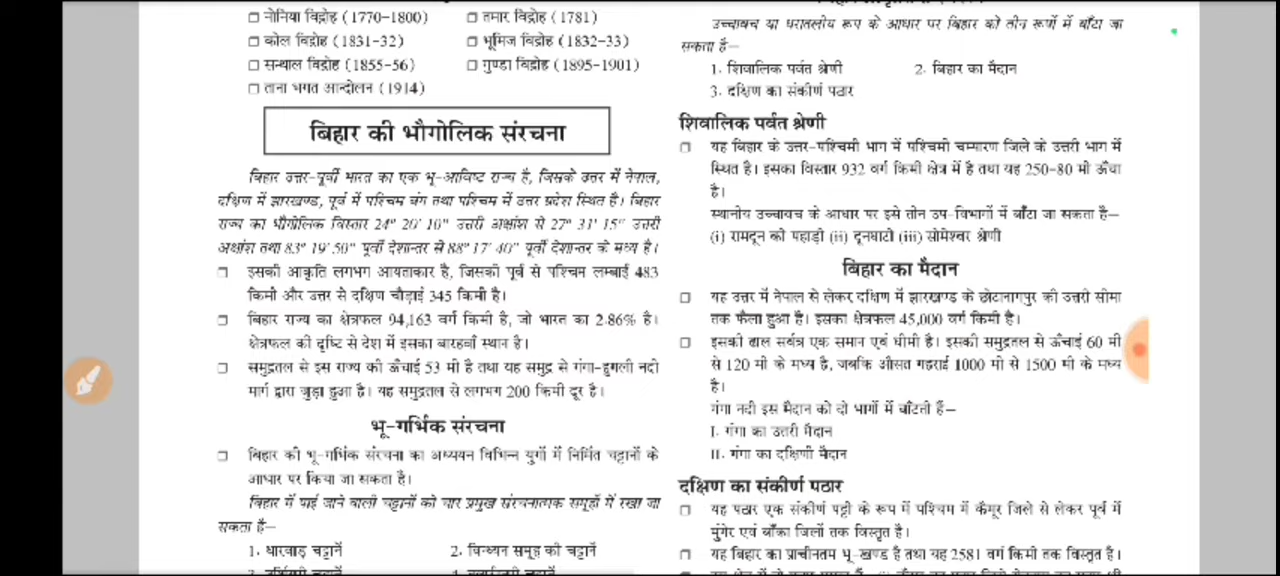 □ नोनिया विद्रोह (1770-1800) □ तमार विद्रोह (1781)
□ कोल विद्रोह (1831-32) □ भूमिज विद्रोह (1832-33)
□ सन्थाल विद्रोह (1855-56) □ मुण्डा विद्रोह (1895-1901)
□ ताना भगत आन्दोलन (1914)
बिहार की भौगोलिक संरचना
बिहार उत्तर-पूर्वी भारत का एक भू-आविष्ट राज्य है, जिसके उत्तर में नेपाल,
दक्षिण में झारखण्ड, पूर्व में पश्चिम बंग तथा पश्चिम में उत्तर प्रदेश स्थित है। बिहार
राज्य का भौगोलिक विस्तार 24° 20' 10" उत्तरी अक्षांश से 27° 31' 15" उत्तरी
अक्षांश तथा 83° 19' 50" पूर्वी देशान्तर से 88° 17' 40" पूर्वी देशान्तर के मध्य है।
□ इसकी आकृति लगभग आयताकार है, जिसकी पूर्व से पश्चिम लम्बाई 483
किमी और उत्तर से दक्षिण चौड़ाई 345 किमी है।
□ बिहार राज्य का क्षेत्रफल 94,163 वर्ग किमी है, जो भारत का 2.86% है।
क्षेत्रफल की दृष्टि से देश में इसका बारहवाँ स्थान है।
□ समुद्रतल से इस राज्य की ऊँचाई 53 मी है तथा यह समुद्र से गंगा-हुगली नदी
मार्ग द्वारा जुड़ा हुआ है। यह समुद्रतल से लगभग 200 किमी दूर है।
भू-गर्भिक संरचना
□ बिहार की भू-गर्भिक संरचना का अध्ययन विभिन्न युगों में निर्मित चट्टानों के
आधार पर किया जा सकता है।
बिहार में पाई जाने वाली चट्टानों को चार प्रमुख संरचनात्मक समूहों में रखा जा
सकता है—
1. धारवाड़ चट्टानें 2. विन्ध्यन समूह की चट्टानें
उच्चावच या धरातलीय रूप के आधार पर बिहार को तीन रूपों में बाँटा जा
सकता है—
1. शिवालिक पर्वत श्रेणी 2. बिहार का मैदान
3. दक्षिण का संकीर्ण पठार
शिवालिक पर्वत श्रेणी
□ यह बिहार के उत्तर-पश्चिमी भाग में पश्चिमी चम्पारण जिले के उत्तरी भाग में
स्थित है। इसका विस्तार 932 वर्ग किमी क्षेत्र में है तथा यह 250-80 मी ऊँचा
है।
स्थानीय उच्चावच के आधार पर इसे तीन उप-विभागों में बाँटा जा सकता है—
(i) रामदून की पहाड़ी (ii) दूनघाटी (iii) सोमेश्वर श्रेणी
बिहार का मैदान
□ यह उत्तर में नेपाल से लेकर दक्षिण में झारखण्ड के छोटानागपुर की उत्तरी सीमा
तक फैला हुआ है। इसका क्षेत्रफल 45,000 वर्ग किमी है।
□ इसकी ढाल सर्वत्र एक समान एवं धीमी है। इसकी समुद्रतल से ऊँचाई 60 मी
से 120 मी के मध्य है, जबकि औसत गहराई 1000 मी से 1500 मी के मध्य
है।
गंगा नदी इस मैदान को दो भागों में बाँटती हैं—
I. गंगा का उत्तरी मैदान
II. गंगा का दक्षिणी मैदान
दक्षिण का संकीर्ण पठार
□ यह पठार एक संकीर्ण पट्टी के रूप में पश्चिम में कैमूर जिले से लेकर पूर्व में
मुंगेर एवं बाँका जिलों तक विस्तृत है।
□ यह बिहार का प्राचीनतम भू-खण्ड है तथा यह 2581 वर्ग किमी तक विस्तृत है।